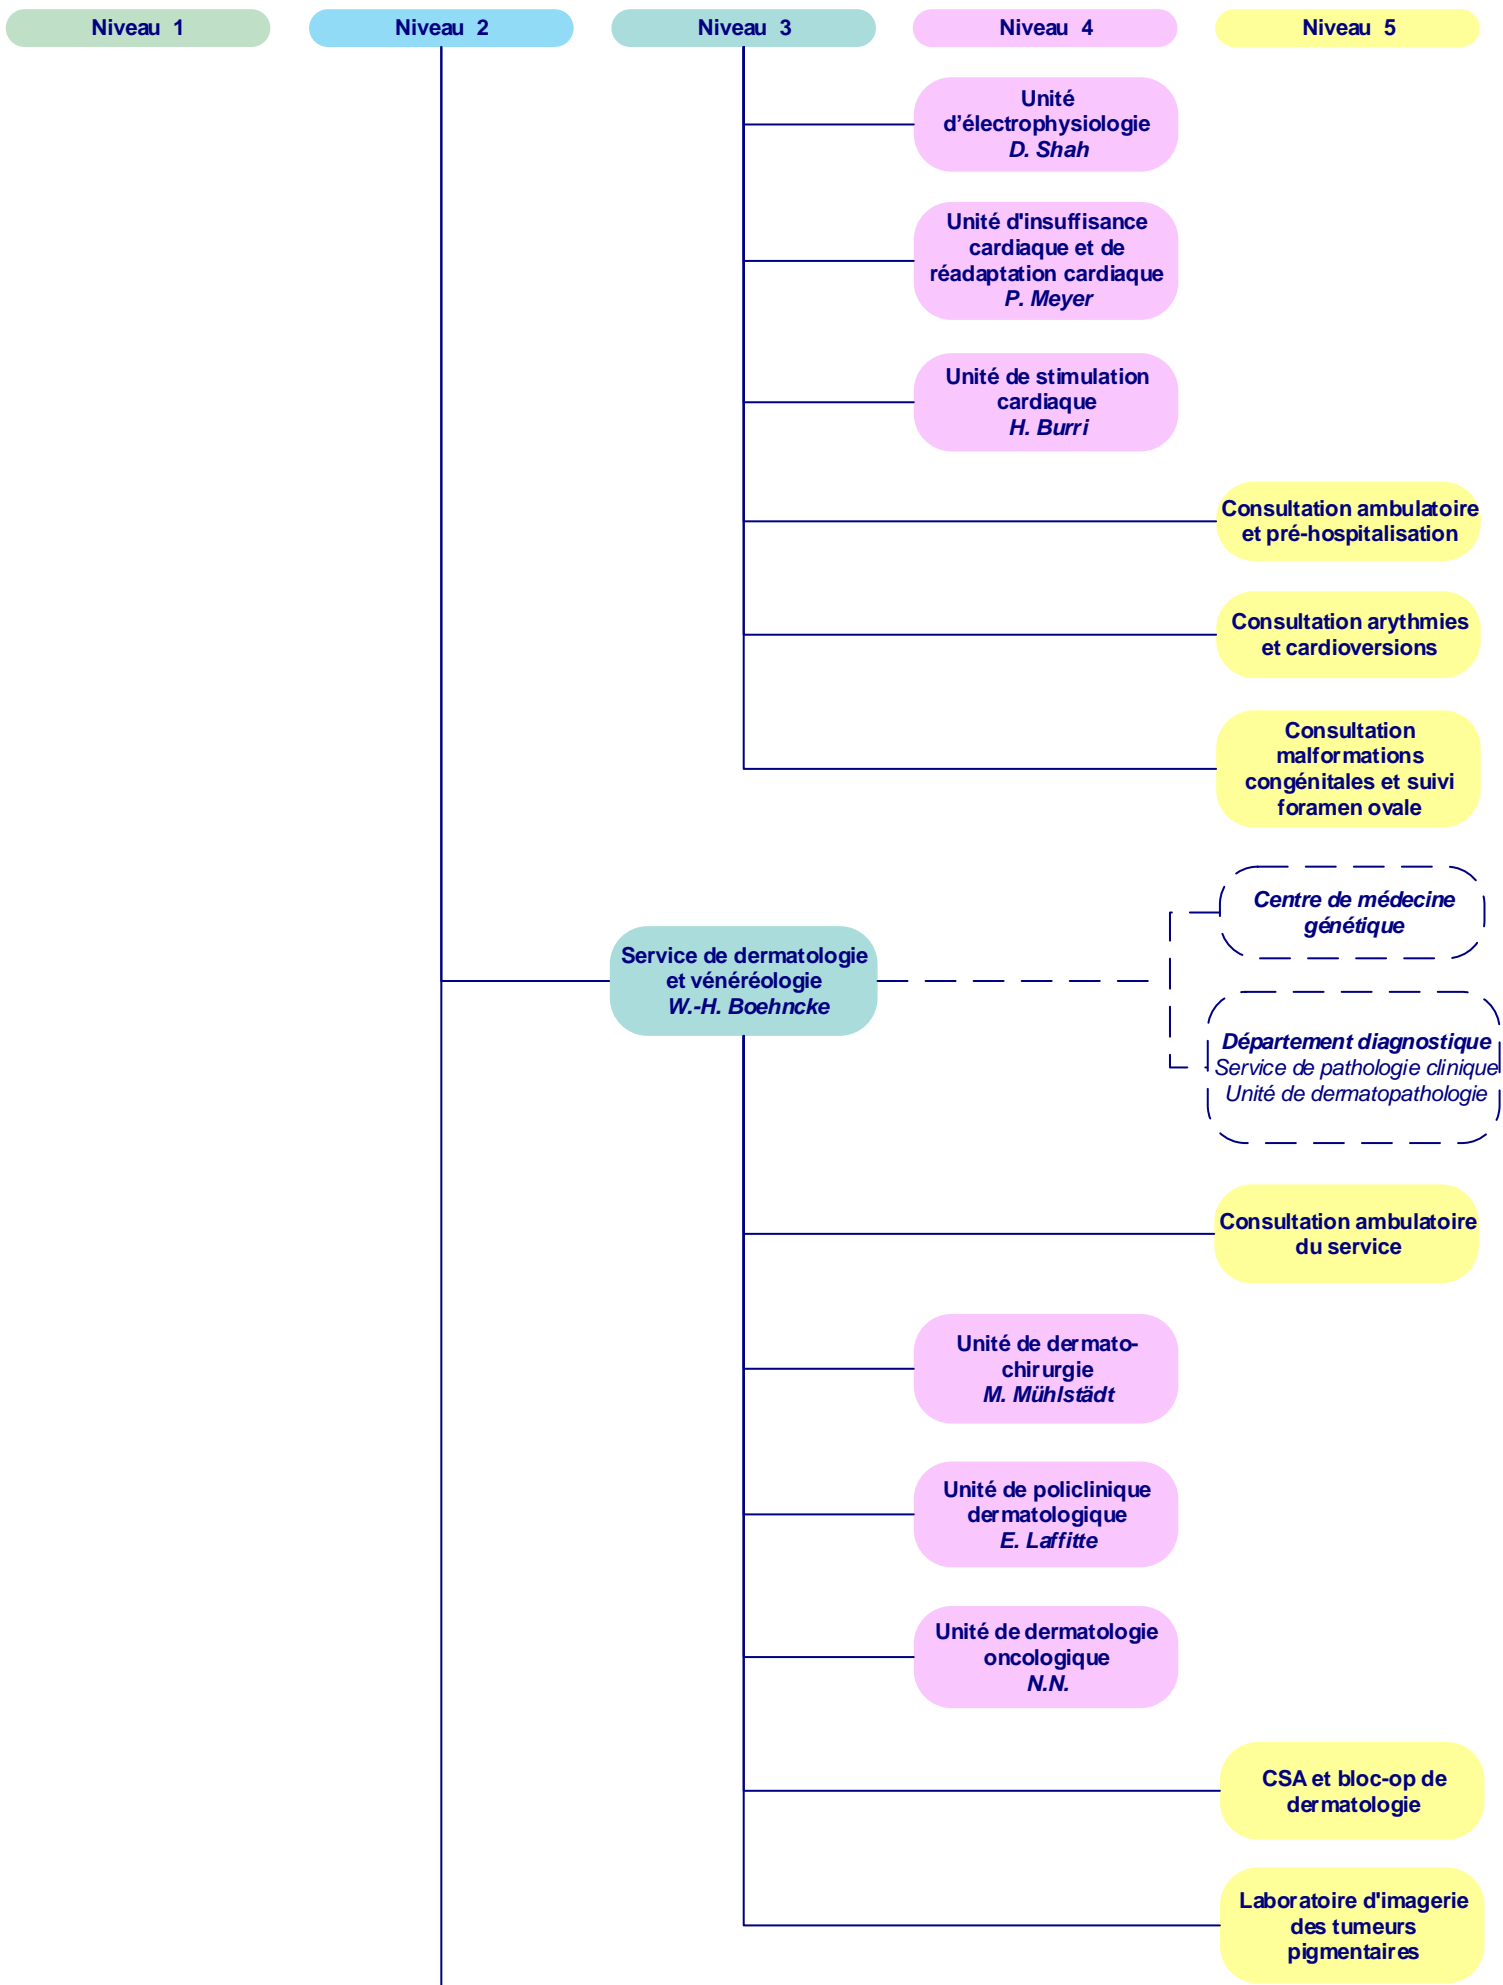 Niveau 1
Niveau 2
Niveau 3
Niveau 4
Niveau 5
Unité
d’électrophysiologie
D. Shah
Unité d'insuffisance
cardiaque et de
réadaptation cardiaque
P. Meyer
Unité de stimulation
cardiaque
H. Burri
Consultation ambulatoire
et pré-hospitalisation
Consultation arythmies
et cardioversions
Consultation
malformations
congénitales et suivi
foramen ovale
Centre de médecine
génétique
Service de dermatologie
et vénéréologie
W.-H. Boehncke
Département diagnostique
Service de pathologie clinique
Unité de dermatopathologie
Consultation ambulatoire
du service
Unité de dermato-
chirurgie
M. Mühlstädt
Unité de policlinique
dermatologique
E. Laffitte
Unité de dermatologie
oncologique
N.N.
CSA et bloc-op de
dermatologie
Laboratoire d'imagerie
des tumeurs
pigmentaires